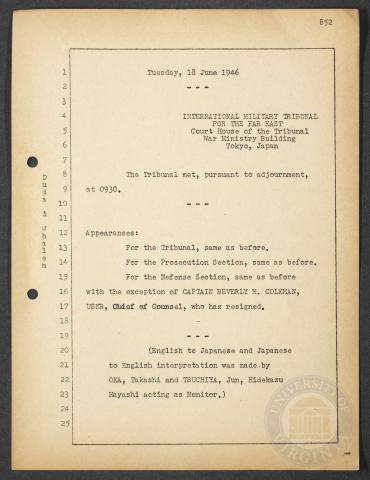 852
1 Tuesday, 18 June 1946
2 - - -
3
4 INTERNATIONAL MILITARY TRIBUNAL
FOR THE FAR EAST
5 Court House of the Tribunal
War Ministry Building
6 Tokyo, Japan
7
8 The Tribunal met, pursuant to adjournment,
9 at 0930.
10 - - -
11
12 Appearances:
13 For the Tribunal, same as before.
14 For the Prosecution Section, same as before.
15 For the Defense Section, same as before
16 with the exception of CAPTAIN BEVERLY M. COLEMAN,
17 USNR, Chief of Counsel, who has resigned.
18 -
19 - - -
20 (English to Japanese and Japanese
21 to English interpretation was made by
22 OKA, Takashi and TSUCHIYA, Jun, Hidekazu
23 Hayashi acting as Monitor.)
24
25
Duda & Whalen
UNIVERSITY OF VIRGINIA